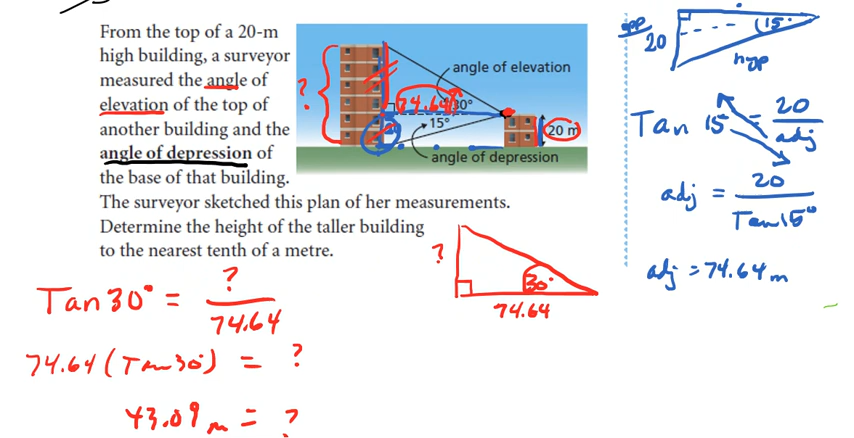 From the top of a 20-m
high building, a surveyor
measured the angle of
elevation of the top of
another building and the
angle of depression of
the base of that building.
The surveyor sketched this plan of her measurements.
Determine the height of the taller building
to the nearest tenth of a metre.
?
angle of elevation
74.64
30°
15°
20 m
angle of depression
opp
20
15°
hyp
Tan 15° = 20 / adj
adj = 20 / Tan 15°
adj = 74.64 m
?
30°
74.64
Tan 30° = ? / 74.64
74.64 (Tan 30°) = ?
43.09 m = ?